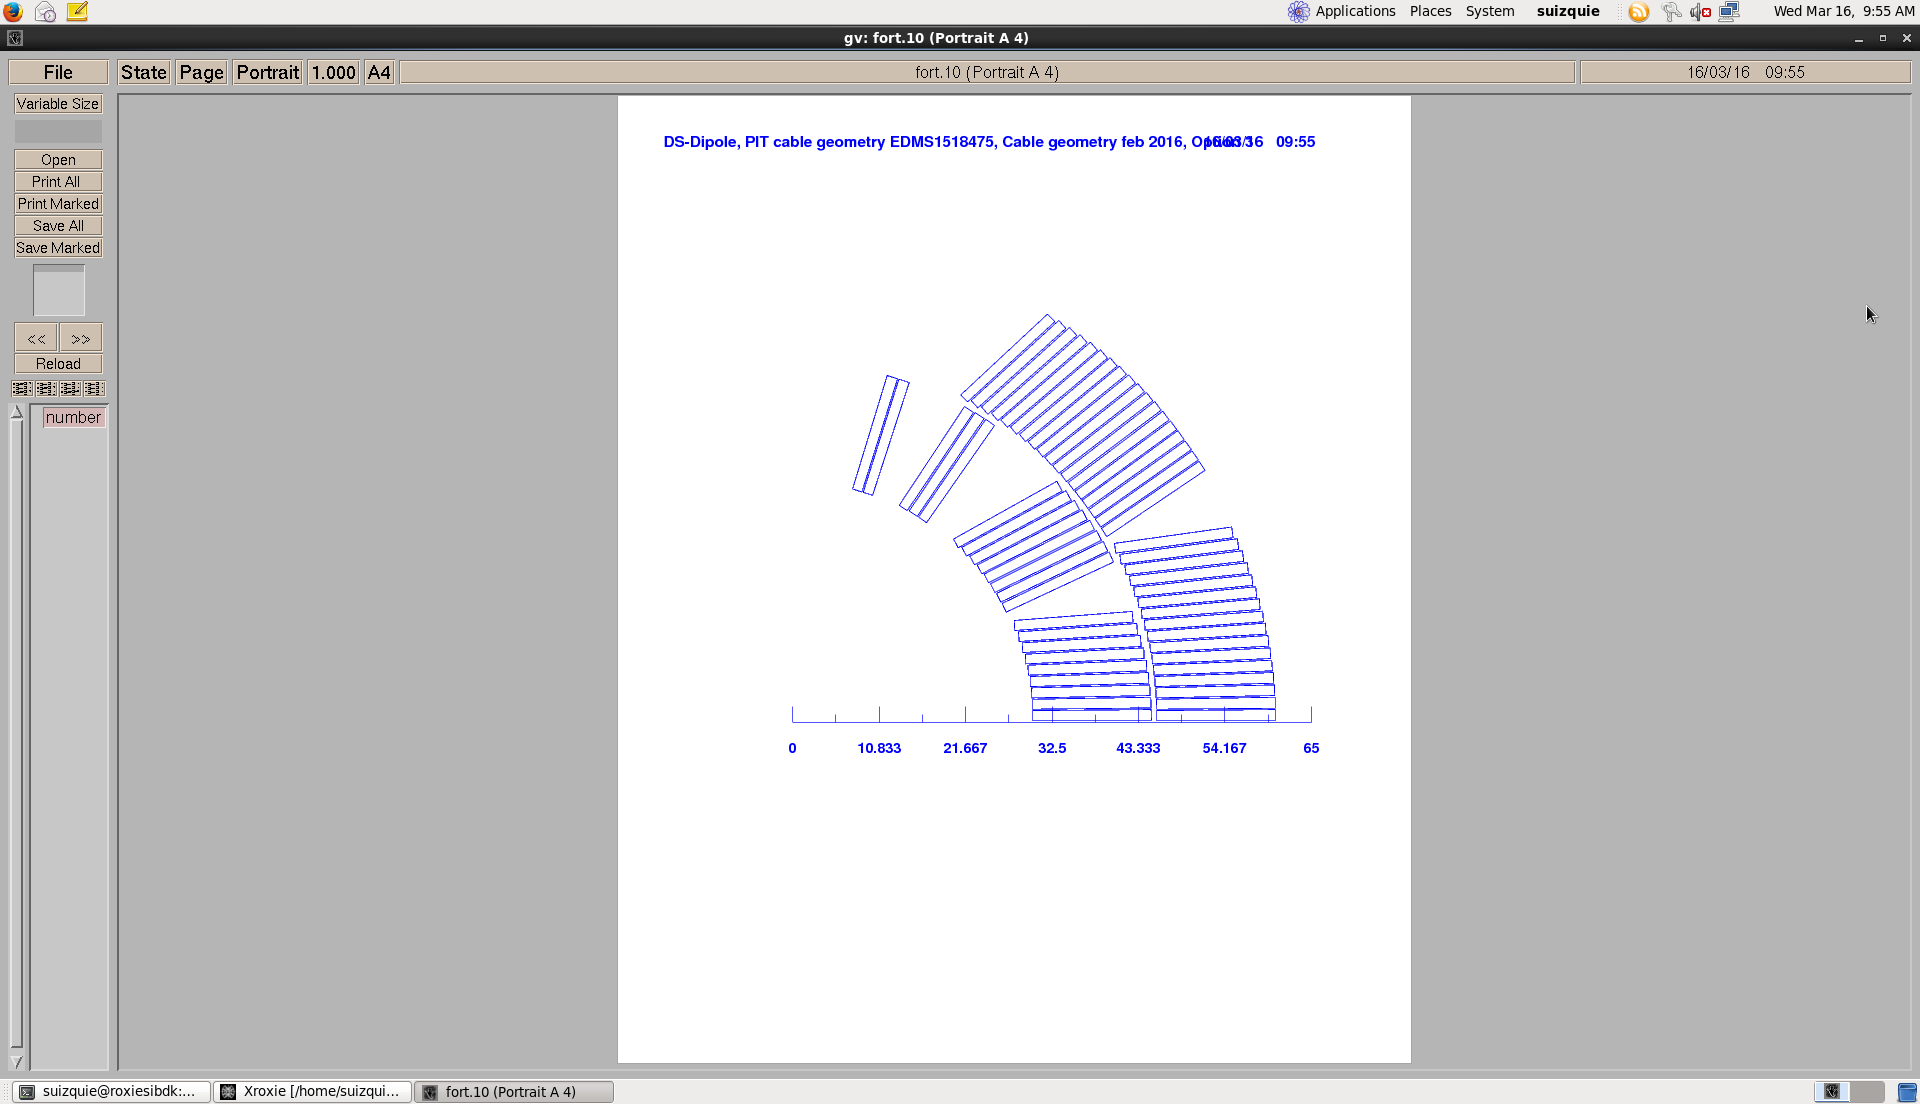 Applications Places System suizquie Wed Mar 16, 9:55 AM
gv: fort.10 (Portrait A 4)
File State Page Portrait 1.000 A4 fort.10 (Portrait A 4) 16/03/16 09:55
Variable Size
Open
Print All
Print Marked
Save All
Save Marked
<< >>
Reload
number
DS-Dipole, PIT cable geometry EDMS1518475, Cable geometry feb 2016, 09:55
0 10.833 21.667 32.5 43.333 54.167 65
suizquie@roxiesibdk:... Xroxie [/home/suizqui... fort.10 (Portrait A 4)